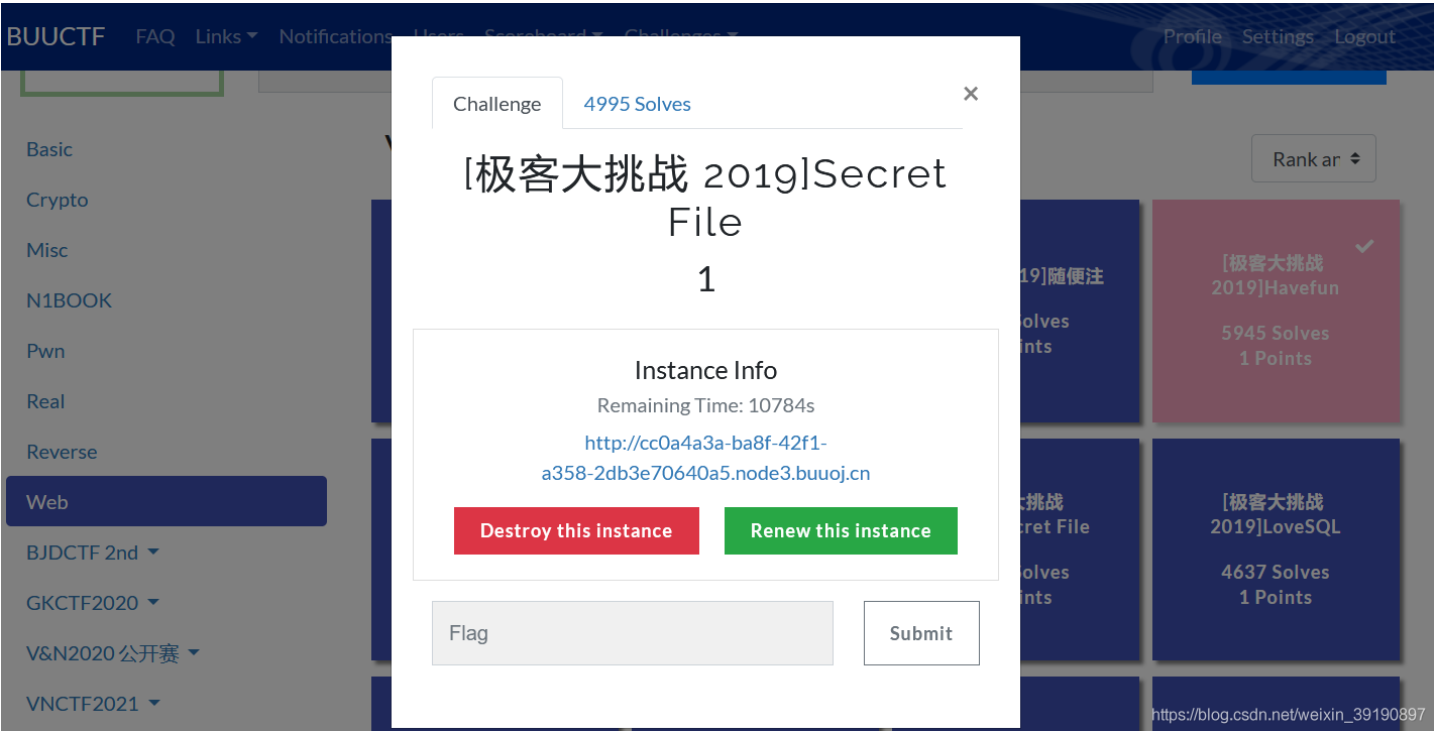 BUUCTF FAQ Links Notifications Users Scoreboard Challenges Profile Settings Logout
Challenge 4995 Solves ×
[极客大挑战 2019]Secret
File
1
Instance Info
Remaining Time: 10784s
http://cc0a4a3a-ba8f-42f1-
a358-2db3e70640a5.node3.buuoj.cn
Destroy this instance Renew this instance
Flag Submit
Basic
Crypto
Misc
N1BOOK
Pwn
Real
Reverse
Web
BJDCTF 2nd
GKCTF2020
V&N2020 公开赛
VNCTF2021
Rank ar
19]随便注
olves
ints
[极客大挑战
2019]Havefun
5945 Solves
1 Points
挑战
cret File
olves
ints
[极客大挑战
2019]LoveSQL
4637 Solves
1 Points
https://blog.csdn.net/weixin_39190897